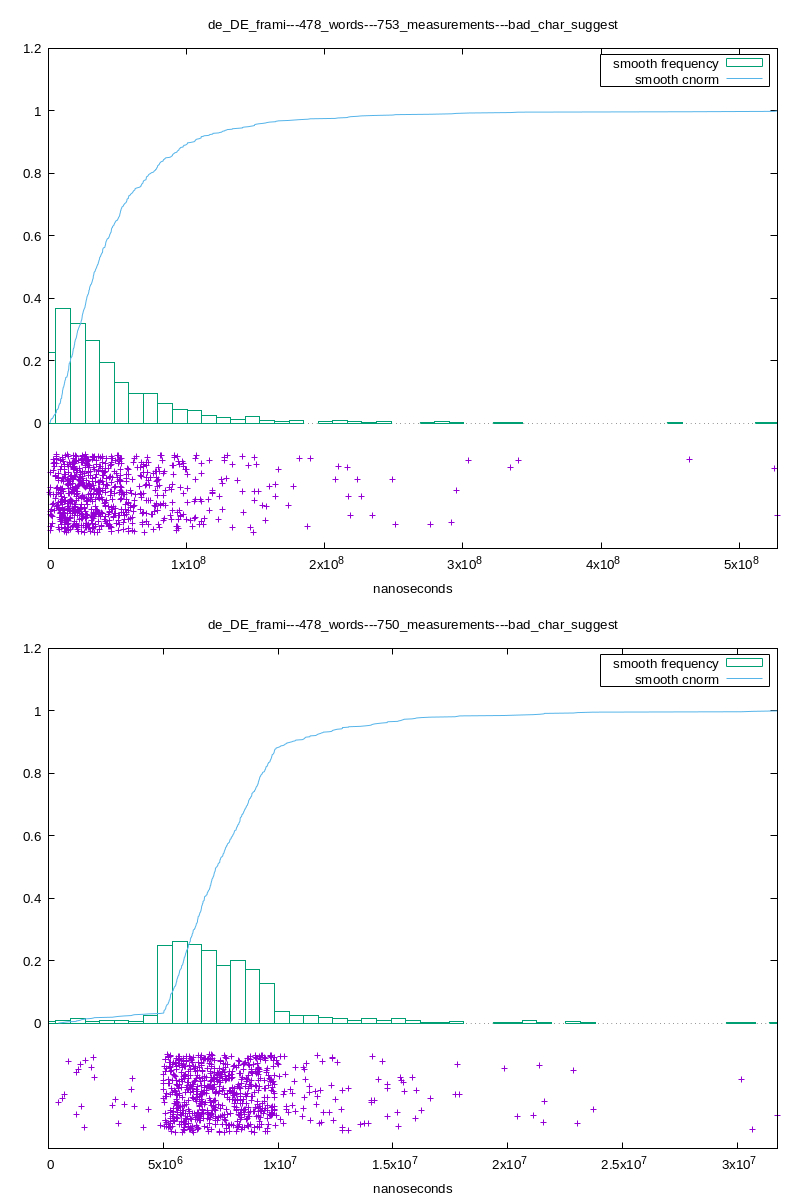 de_DE_frami---478_words---753_measurements---bad_char_suggest
1.2
smooth frequency
smooth cnorm
1
0.8
0.6
0.4
0.2
0
0 1x10^8 2x10^8 3x10^8 4x10^8 5x10^8
nanoseconds
de_DE_frami---478_words---750_measurements---bad_char_suggest
1.2
smooth frequency
smooth cnorm
1
0.8
0.6
0.4
0.2
0
0 5x10^6 1x10^7 1.5x10^7 2x10^7 2.5x10^7 3x10^7
nanoseconds